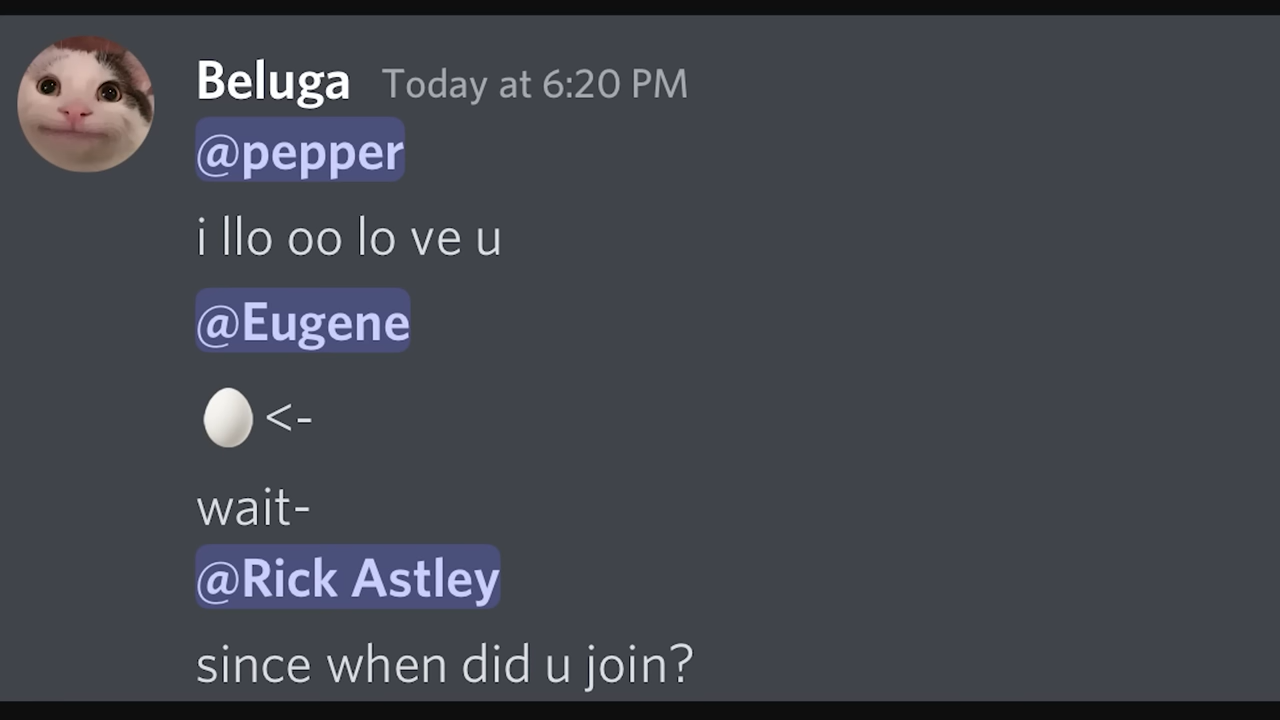 Beluga Today at 6:20 PM
@pepper
i llo oo lo ve u
@Eugene
🥚<-
wait-
@Rick Astley
since when did u join?